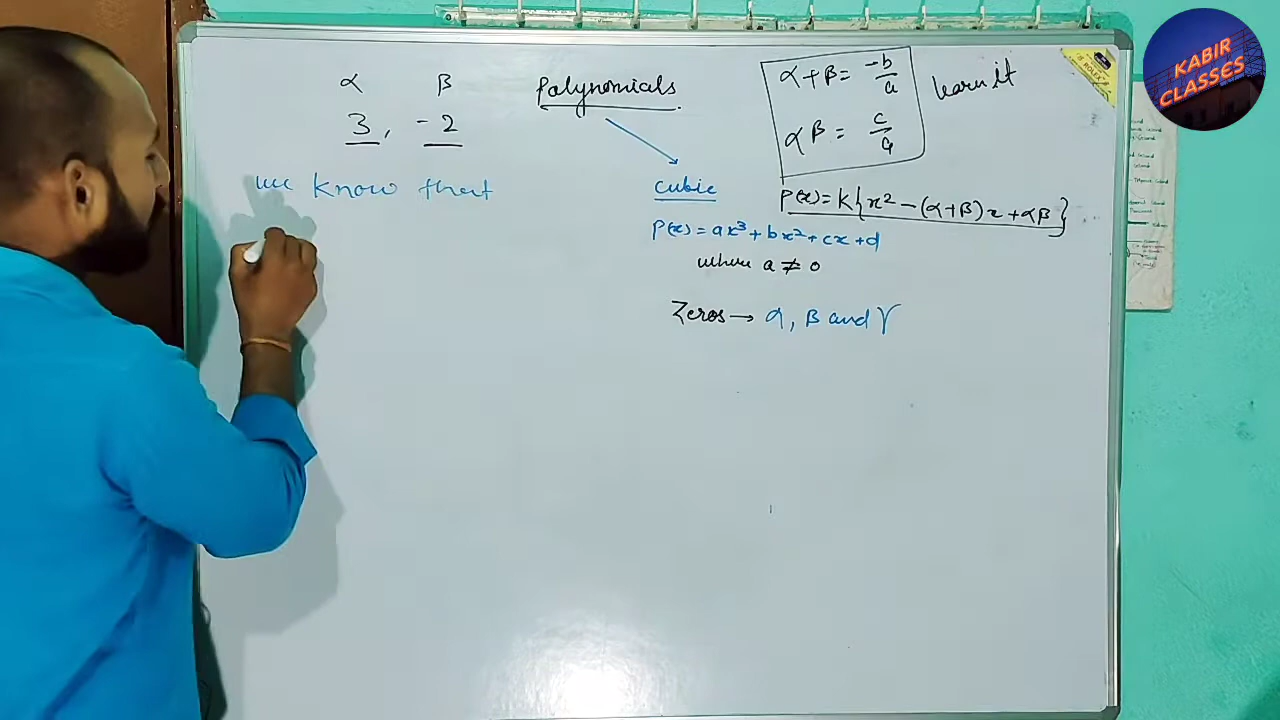 α β
3, -2
we know that
Polynomials
α+β = -b/a
αβ = c/a
learn it
P(x) = K{x² - (α+β)x + αβ}
cubic
P(x) = ax³ + bx² + cx + d
where a ≠ 0
Zeros → α, β and γ
KABIR
CLASSES